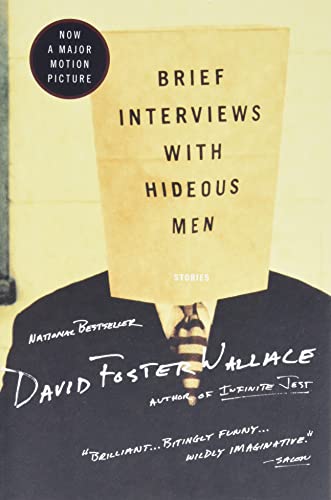 NOW
A MAJOR
MOTION
PICTURE
BRIEF
INTERVIEWS
WITH
HIDEOUS
MEN
STORIES
NATIONAL BESTSELLER
DAVID FOSTER WALLACE
AUTHOR OF INFINITE JEST
"BRILLIANT... BITINGLY FUNNY...
WILDLY IMAGINATIVE."
—SALON